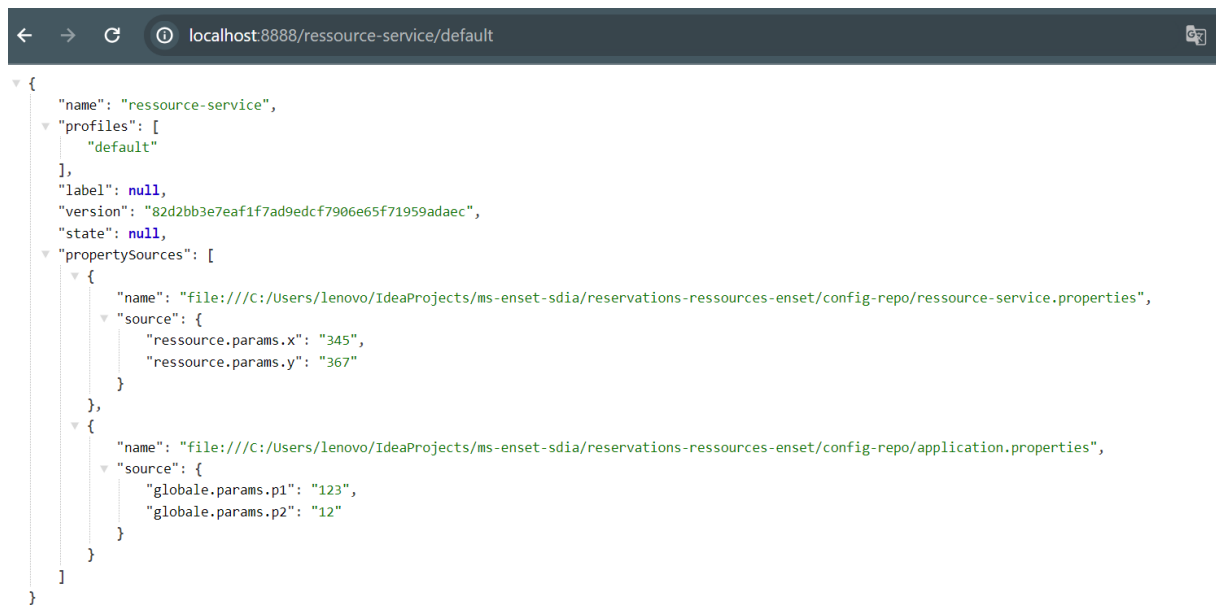 localhost:8888/ressource-service/default
{
"name": "ressource-service",
"profiles": [
"default"
],
"label": null,
"version": "82d2bb3e7eaf1f7ad9edcf7906e65f71959adaec",
"state": null,
"propertySources": [
{
"name": "file:///C:/Users/lenovo/IdeaProjects/ms-enset-sdia/reservations-ressources-enset/config-repo/ressource-service.properties",
"source": {
"ressource.params.x": "345",
"ressource.params.y": "367"
}
},
{
"name": "file:///C:/Users/lenovo/IdeaProjects/ms-enset-sdia/reservations-ressources-enset/config-repo/application.properties",
"source": {
"globale.params.p1": "123",
"globale.params.p2": "12"
}
}
]
}